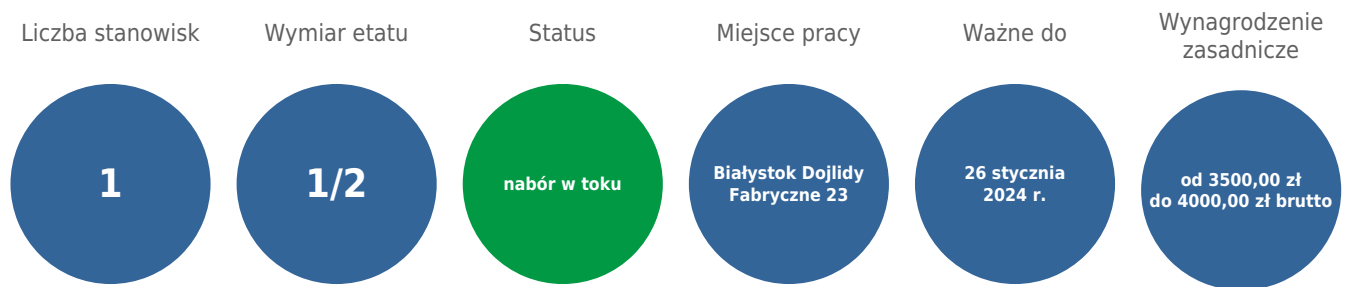 Liczba stanowisk
1
Wymiar etatu
1/2
Status
nabór w toku
Miejsce pracy
Białystok Dojlidy
Fabryczne 23
Ważne do
26 stycznia
2024 r.
Wynagrodzenie
zasadnicze
od 3500,00 zł
do 4000,00 zł brutto